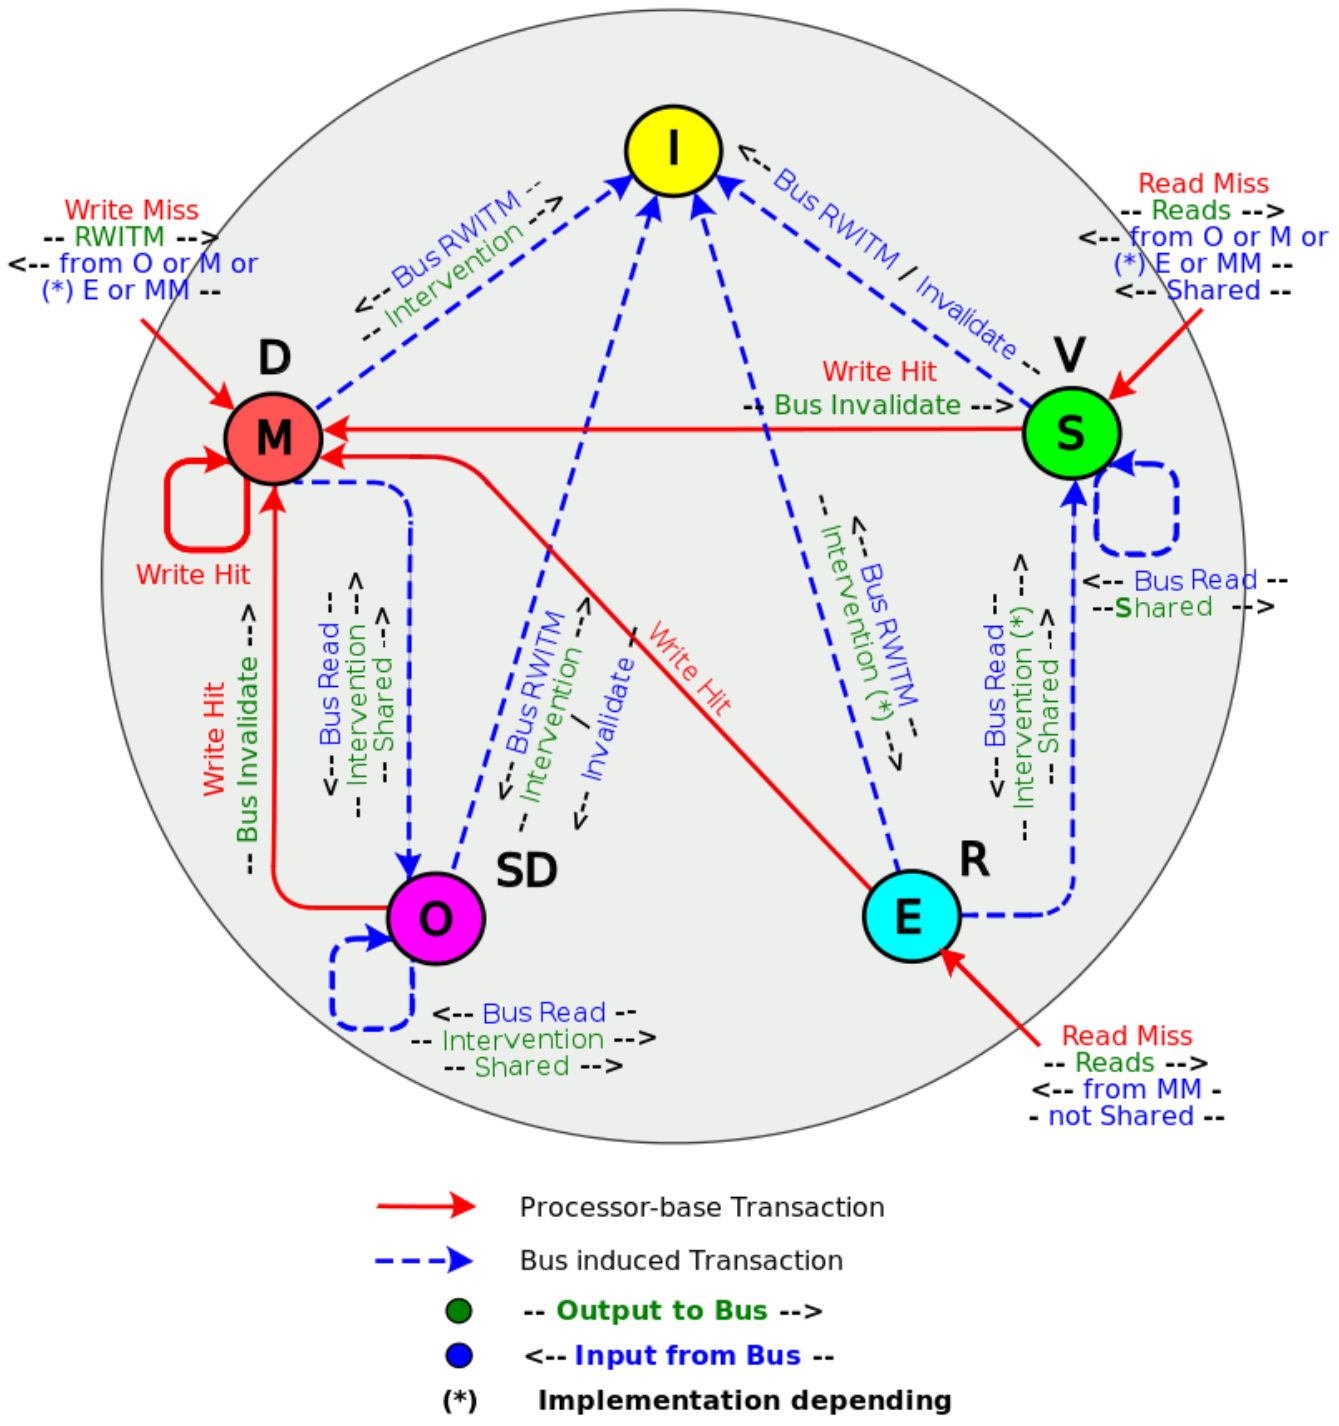 I
<-- Bus RWITM --
-- Intervention -->
<-- Bus RWITM / Invalidate --
Write Miss
-- RWITM -->
<-- from O or M or
(*) E or MM --
Read Miss
-- Reads -->
<-- from O or M or
(*) E or MM --
<-- Shared --
D
M
V
S
Write Hit
-- Bus Invalidate -->
Write Hit
<-- Bus Read --
--Shared -->
Write Hit
-- Bus Invalidate -->
<-- Bus Read --
-- Intervention -->
-- Shared -->
<-- Bus RWITM
-- Intervention -->
/
<-- Invalidate --
Write Hit
<-- Bus RWITM --
-- Intervention (*) -->
<-- Bus Read --
-- Intervention (*) -->
-- Shared -->
SD
O
R
E
<-- Bus Read --
-- Intervention -->
-- Shared -->
Read Miss
-- Reads -->
<-- from MM -
- not Shared --
Processor-base Transaction
Bus induced Transaction
-- Output to Bus -->
<-- Input from Bus --
(*) Implementation depending